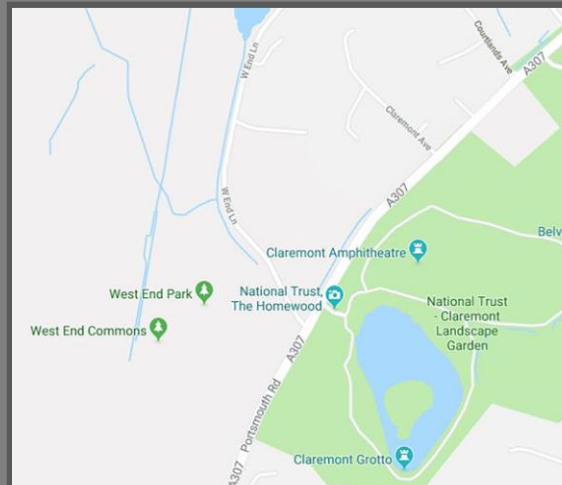 W End Ln
Courtlands Ave
A307
Claremont Ave
W End Ln
A307
Claremont Amphitheatre
Belv
West End Park
National Trust,
The Homewood
National Trust
- Claremont
Landscape
Garden
West End Commons
A307
Portsmouth Rd
Claremont Grotto
A307